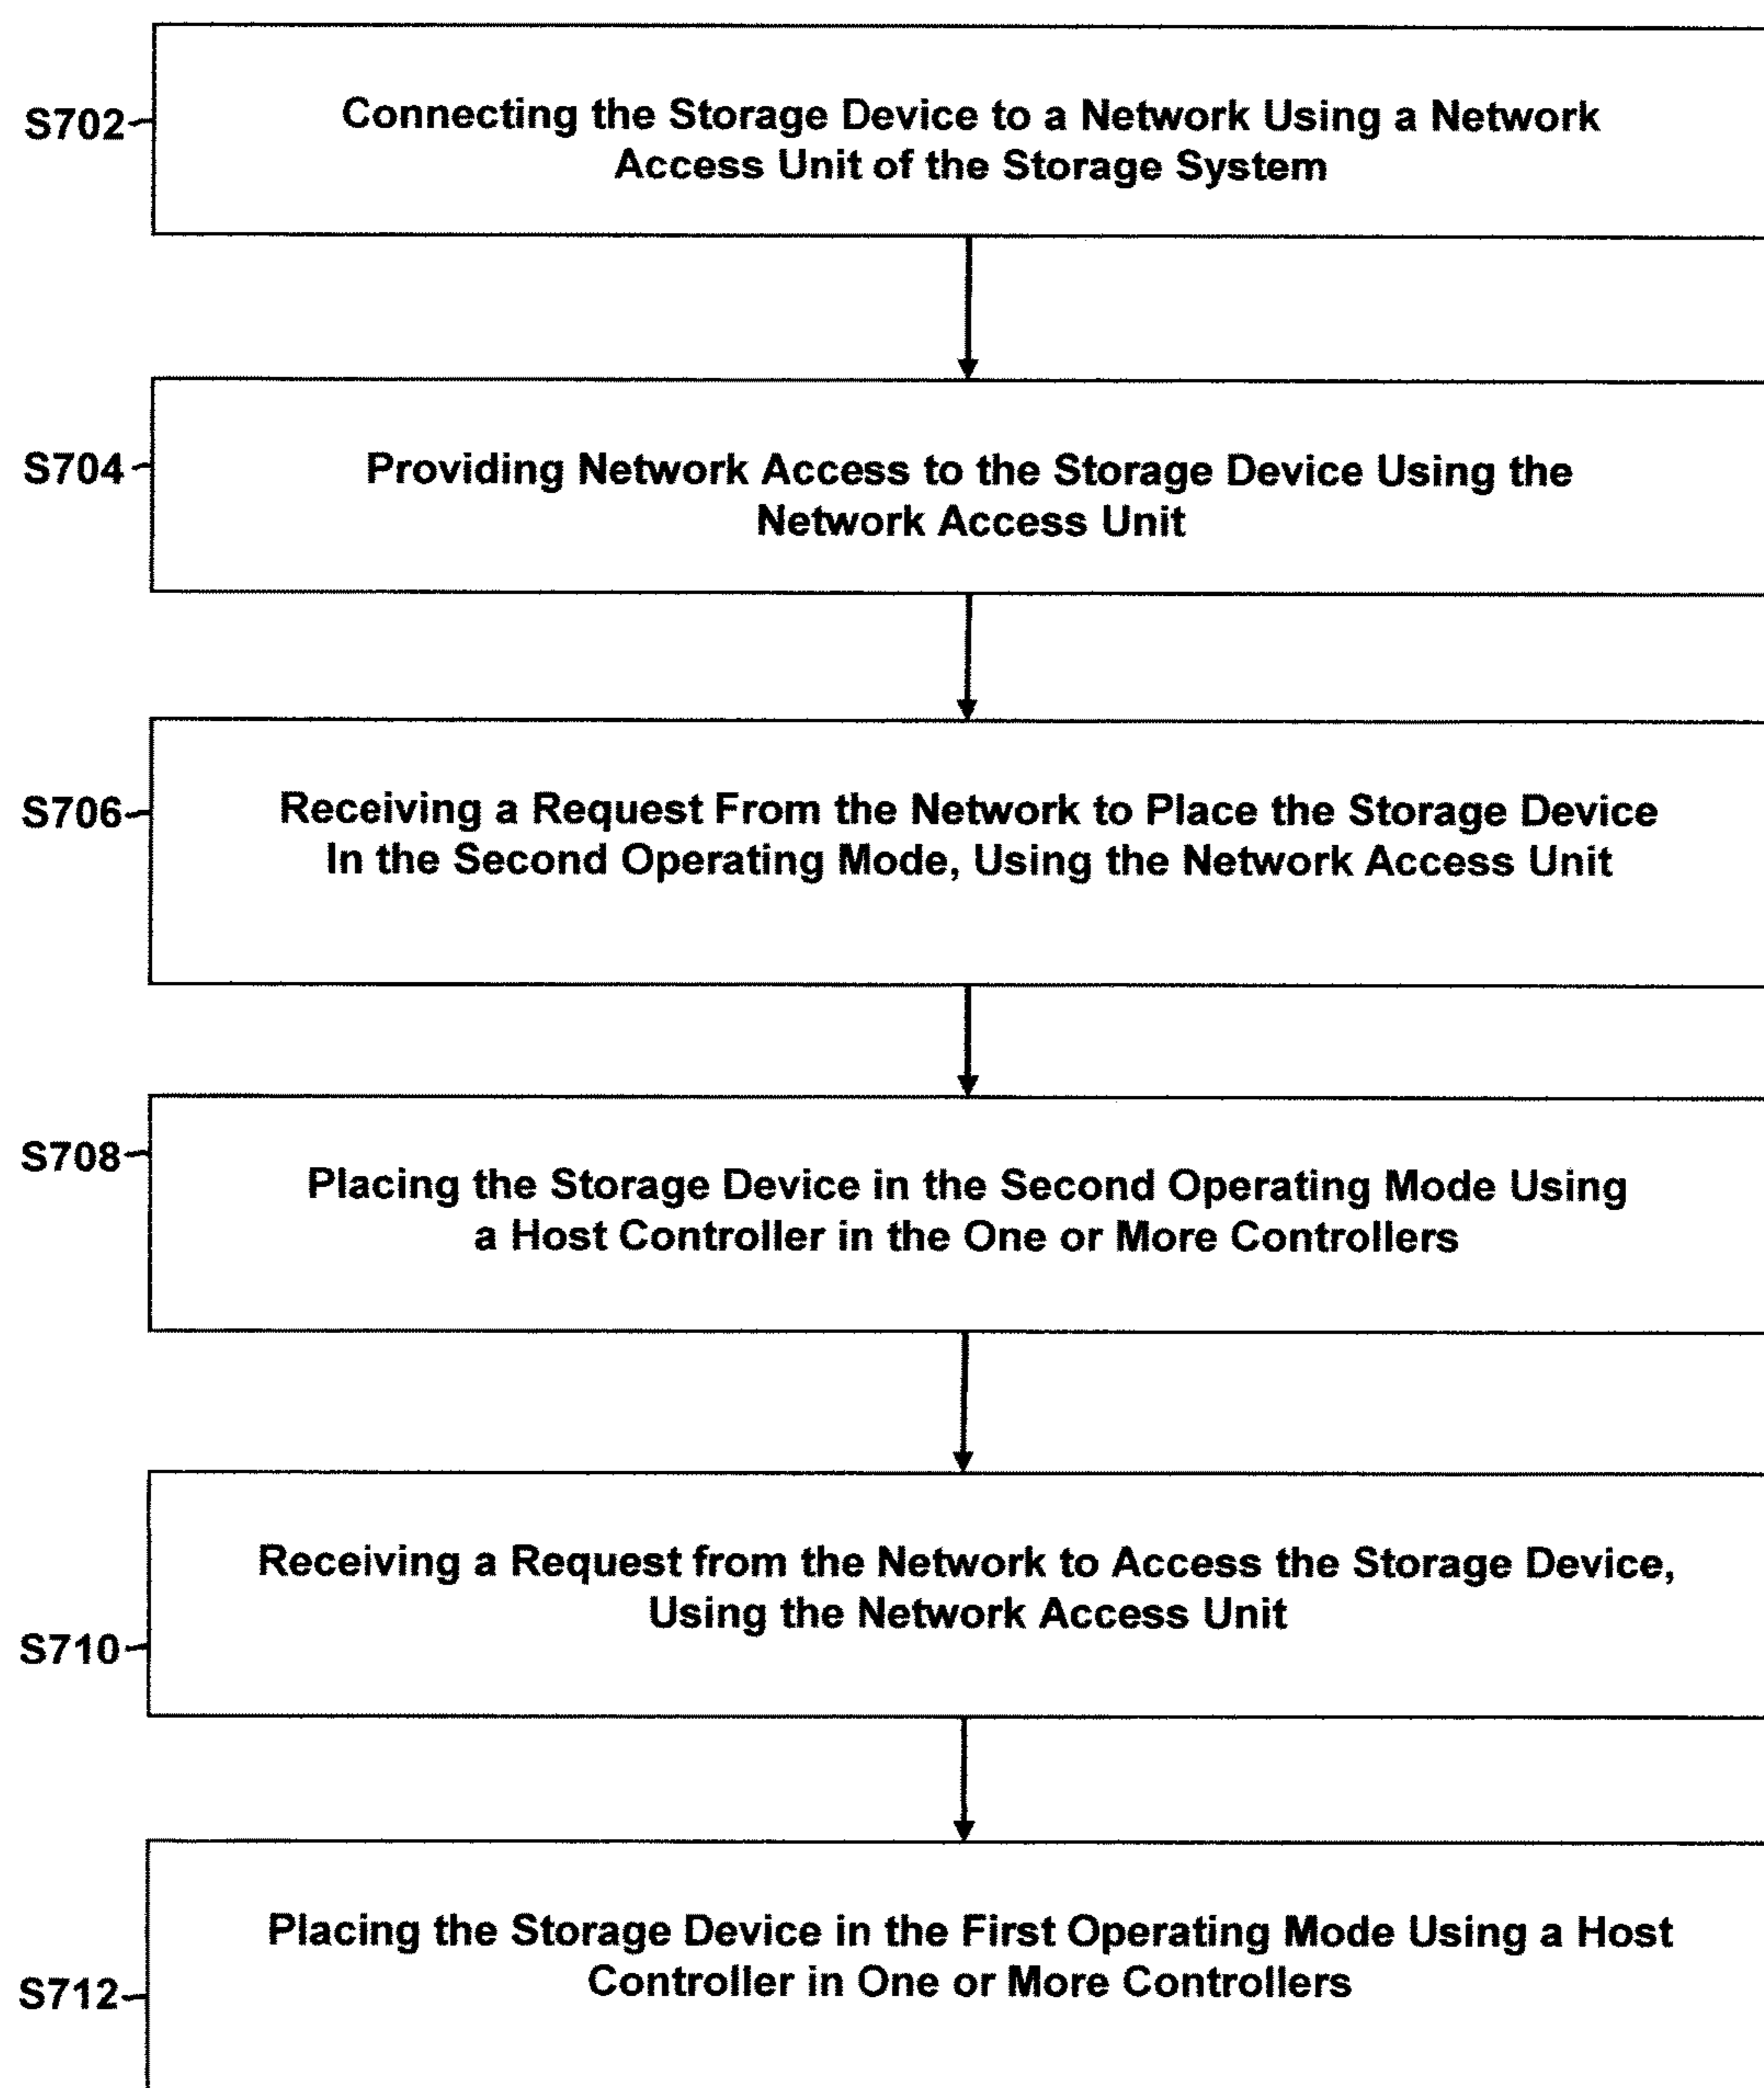 S702
Connecting the Storage Device to a Network Using a Network
Access Unit of the Storage System
S704
Providing Network Access to the Storage Device Using the
Network Access Unit
S706
Receiving a Request From the Network to Place the Storage Device
In the Second Operating Mode, Using the Network Access Unit
S708
Placing the Storage Device in the Second Operating Mode Using
a Host Controller in the One or More Controllers
S710
Receiving a Request from the Network to Access the Storage Device,
Using the Network Access Unit
S712
Placing the Storage Device in the First Operating Mode Using a Host
Controller in One or More Controllers